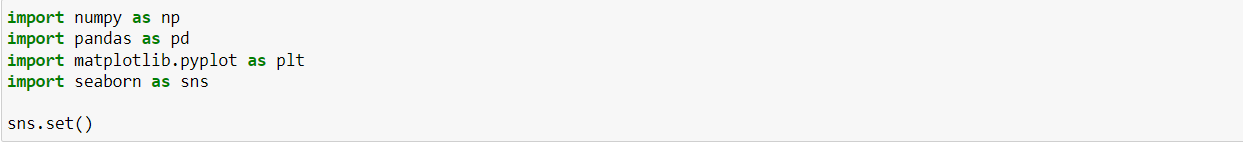 import numpy as np
import pandas as pd
import matplotlib.pyplot as plt
import seaborn as sns
sns.set()